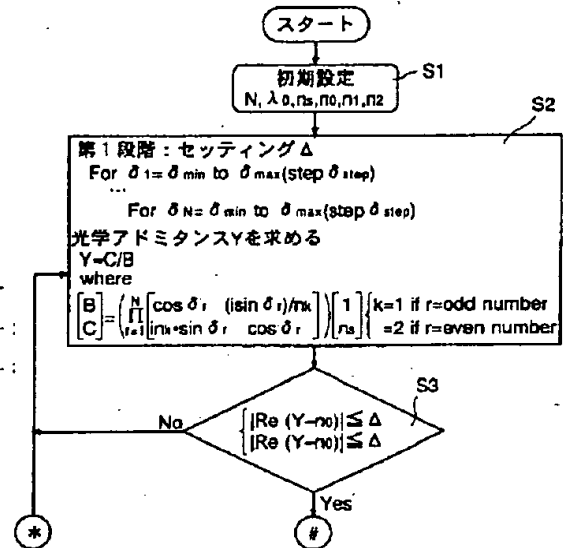 スタート
初期設定
N, λ0,ns,n0,n1,n2
S1
S2
第1段階：セッティングΔ
For δ1=δmin to δmax(step δstep)
...
For δN=δmin to δmax(step δstep)
光学アドミタンスYを求める
Y=C/B
where
[B C] = (∏ r=1 N [cos δr (isin δr)/nk ink•sin δr cos δr]) [1 ns] { k=1 if r=odd number =2 if r=even number
S3
No
{ |Re (Y-n0)|≦ Δ
|Re (Y-n0)|≦ Δ
Yes
*
#